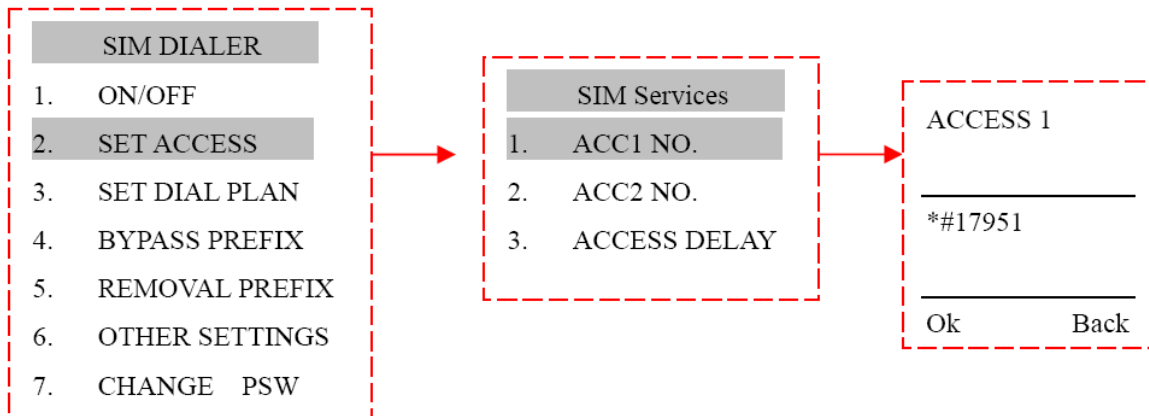 SIM DIALER
1. ON/OFF
2. SET ACCESS
3. SET DIAL PLAN
4. BYPASS PREFIX
5. REMOVAL PREFIX
6. OTHER SETTINGS
7. CHANGE PSW
SIM Services
1. ACC1 NO.
2. ACC2 NO.
3. ACCESS DELAY
ACCESS 1
*#17951
Ok Back